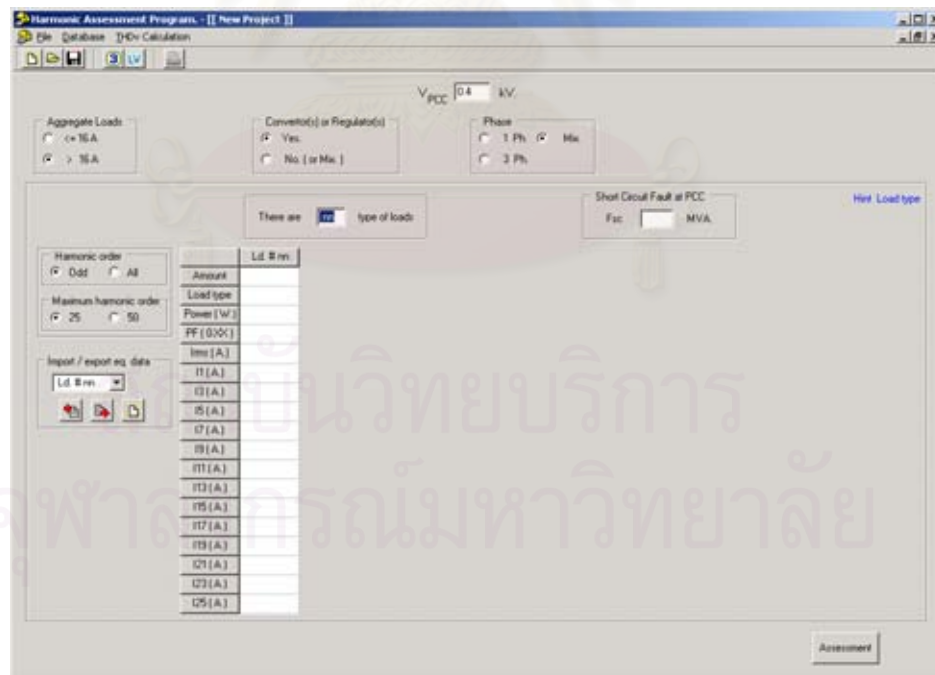 Harmonic Assessment Program. - [[ New Project ]]
File Database THDv Calculation
VPCC 0.4 kV.
Aggregate Loads
<= 16 A
> 16 A
Convertor(s) or Regulator(s)
Yes.
No. ( or Mix. )
Phase
1 Ph Mix.
3 Ph.
There are nn type of loads
Short Circuit Fault at PCC
Fsc MVA.
Hint Load type
Harmonic order
Odd All
Maximum harmonic order
25 50
Import / export eq. data
Ld. # nn
Ld. # nn
Amount
Load type
Power ( W.)
PF ( 0.XX )
Irms ( A.)
I1 ( A.)
I3 ( A.)
I5 ( A.)
I7 ( A.)
I9 ( A.)
I11 ( A.)
I13 ( A.)
I15 ( A.)
I17 ( A.)
I19 ( A.)
I21 ( A.)
I23 ( A.)
I25 ( A.)
Assessment
สถาบันวิทยบริการ
จุฬาลงกรณ์มหาวิทยาลัย